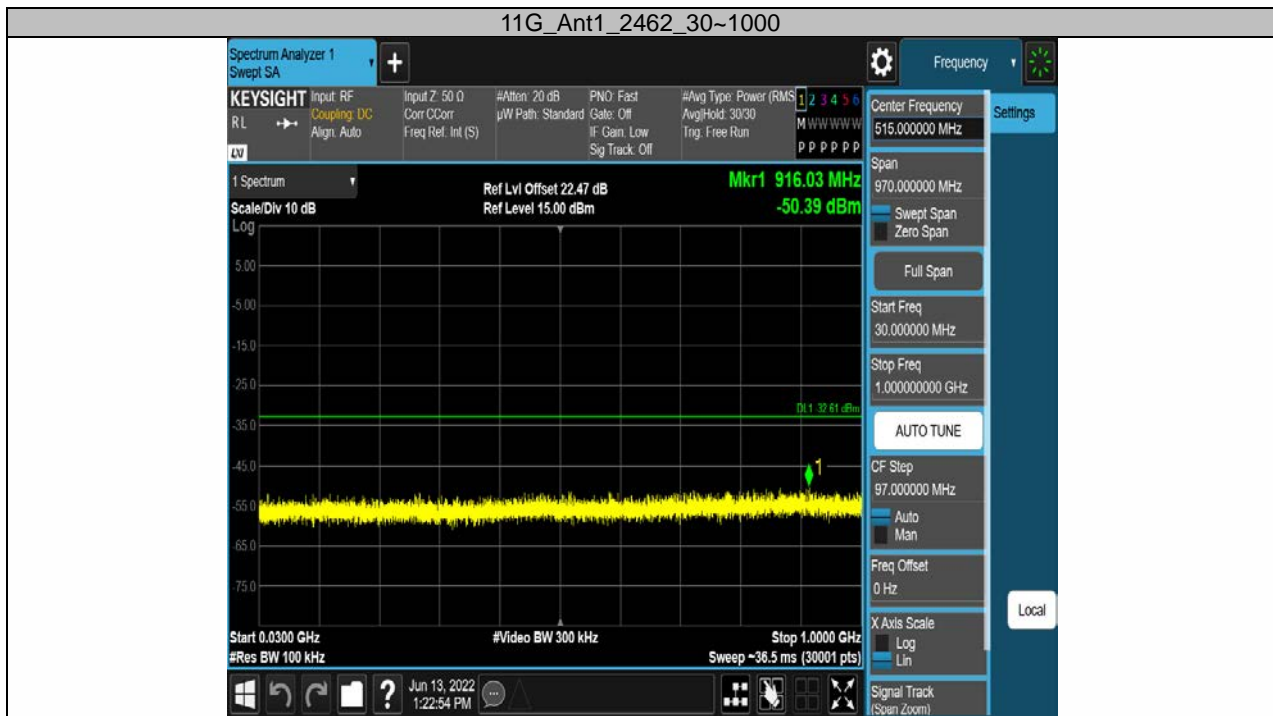 11G_Ant1_2462_30~1000
Spectrum Analyzer 1
Swept SA
+
Frequency
KEYSIGHT
RL
LXI
Input: RF
Coupling: DC
Align: Auto
Input Z: 50 Ω
Corr CCorr
Freq Ref: Int (S)
#Atten: 20 dB
µW Path: Standard
PNO: Fast
Gate: Off
IF Gain: Low
Sig Track: Off
#Avg Type: Power (RMS
Avg|Hold: 30/30
Trig: Free Run
1 2 3 4 5 6
M W W W W W
P P P P P P
1 Spectrum
Scale/Div 10 dB
Log
Ref Lvl Offset 22.47 dB
Ref Level 15.00 dBm
Mkr1 916.03 MHz
-50.39 dBm
5.00
-5.00
-15.0
-25.0
-35.0
-45.0
-55.0
-65.0
-75.0
DL1 -32.61 dBm
1
Start 0.0300 GHz
#Res BW 100 kHz
#Video BW 300 kHz
Stop 1.0000 GHz
Sweep ~36.5 ms (30001 pts)
Center Frequency
515.000000 MHz
Settings
Span
970.000000 MHz
Swept Span
Zero Span
Full Span
Start Freq
30.000000 MHz
Stop Freq
1.000000000 GHz
AUTO TUNE
CF Step
97.000000 MHz
Auto
Man
Freq Offset
0 Hz
X Axis Scale
Log
Lin
Signal Track
(Span Zoom)
Local
?
Jun 13, 2022
1:22:54 PM